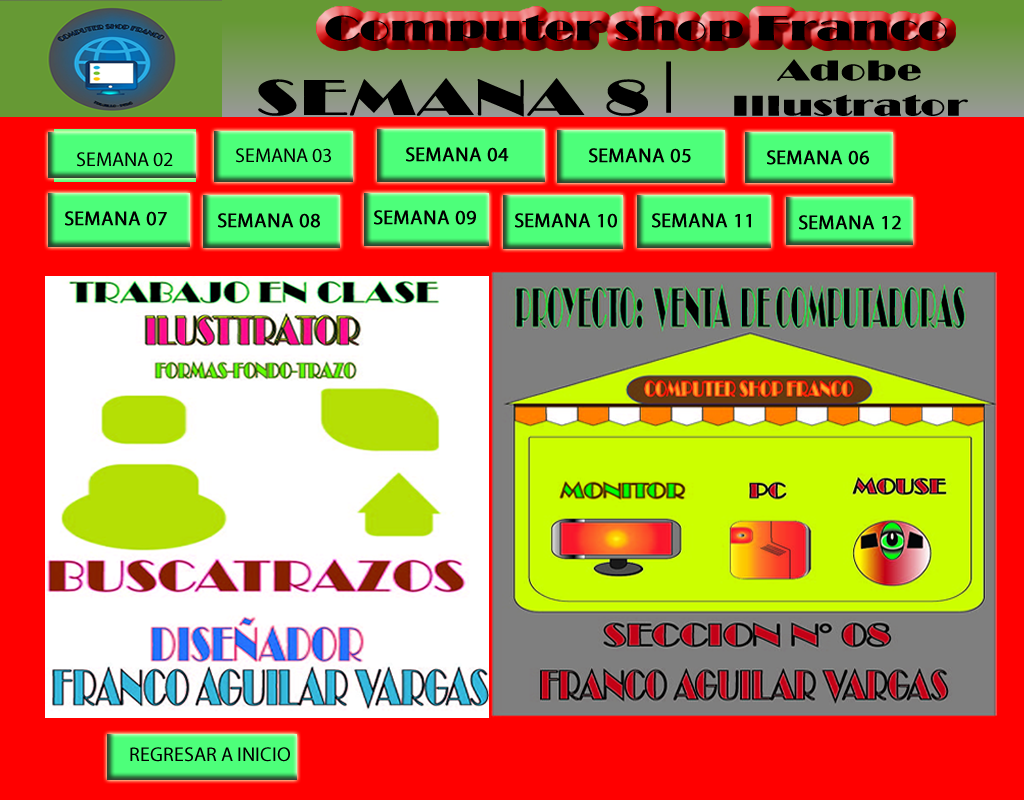 COMPUTER SHOP FRANCO
Computer shop Franco
SEMANA 8
Adobe
Illustrator
SEMANA 02
SEMANA 03
SEMANA 04
SEMANA 05
SEMANA 06
SEMANA 07
SEMANA 08
SEMANA 09
SEMANA 10
SEMANA 11
SEMANA 12
TRABAJO EN CLASE
ILUSTTRATOR
FORMAS-FONDO-TRAZO
BUSCATRAZOS
DISEÑADOR
FRANCO AGUILAR VARGAS
PROYECTO: VENTA DE COMPUTADORAS
COMPUTER SHOP FRANCO
MONITOR
PC
MOUSE
SECCION N° 08
FRANCO AGUILAR VARGAS
REGRESAR A INICIO